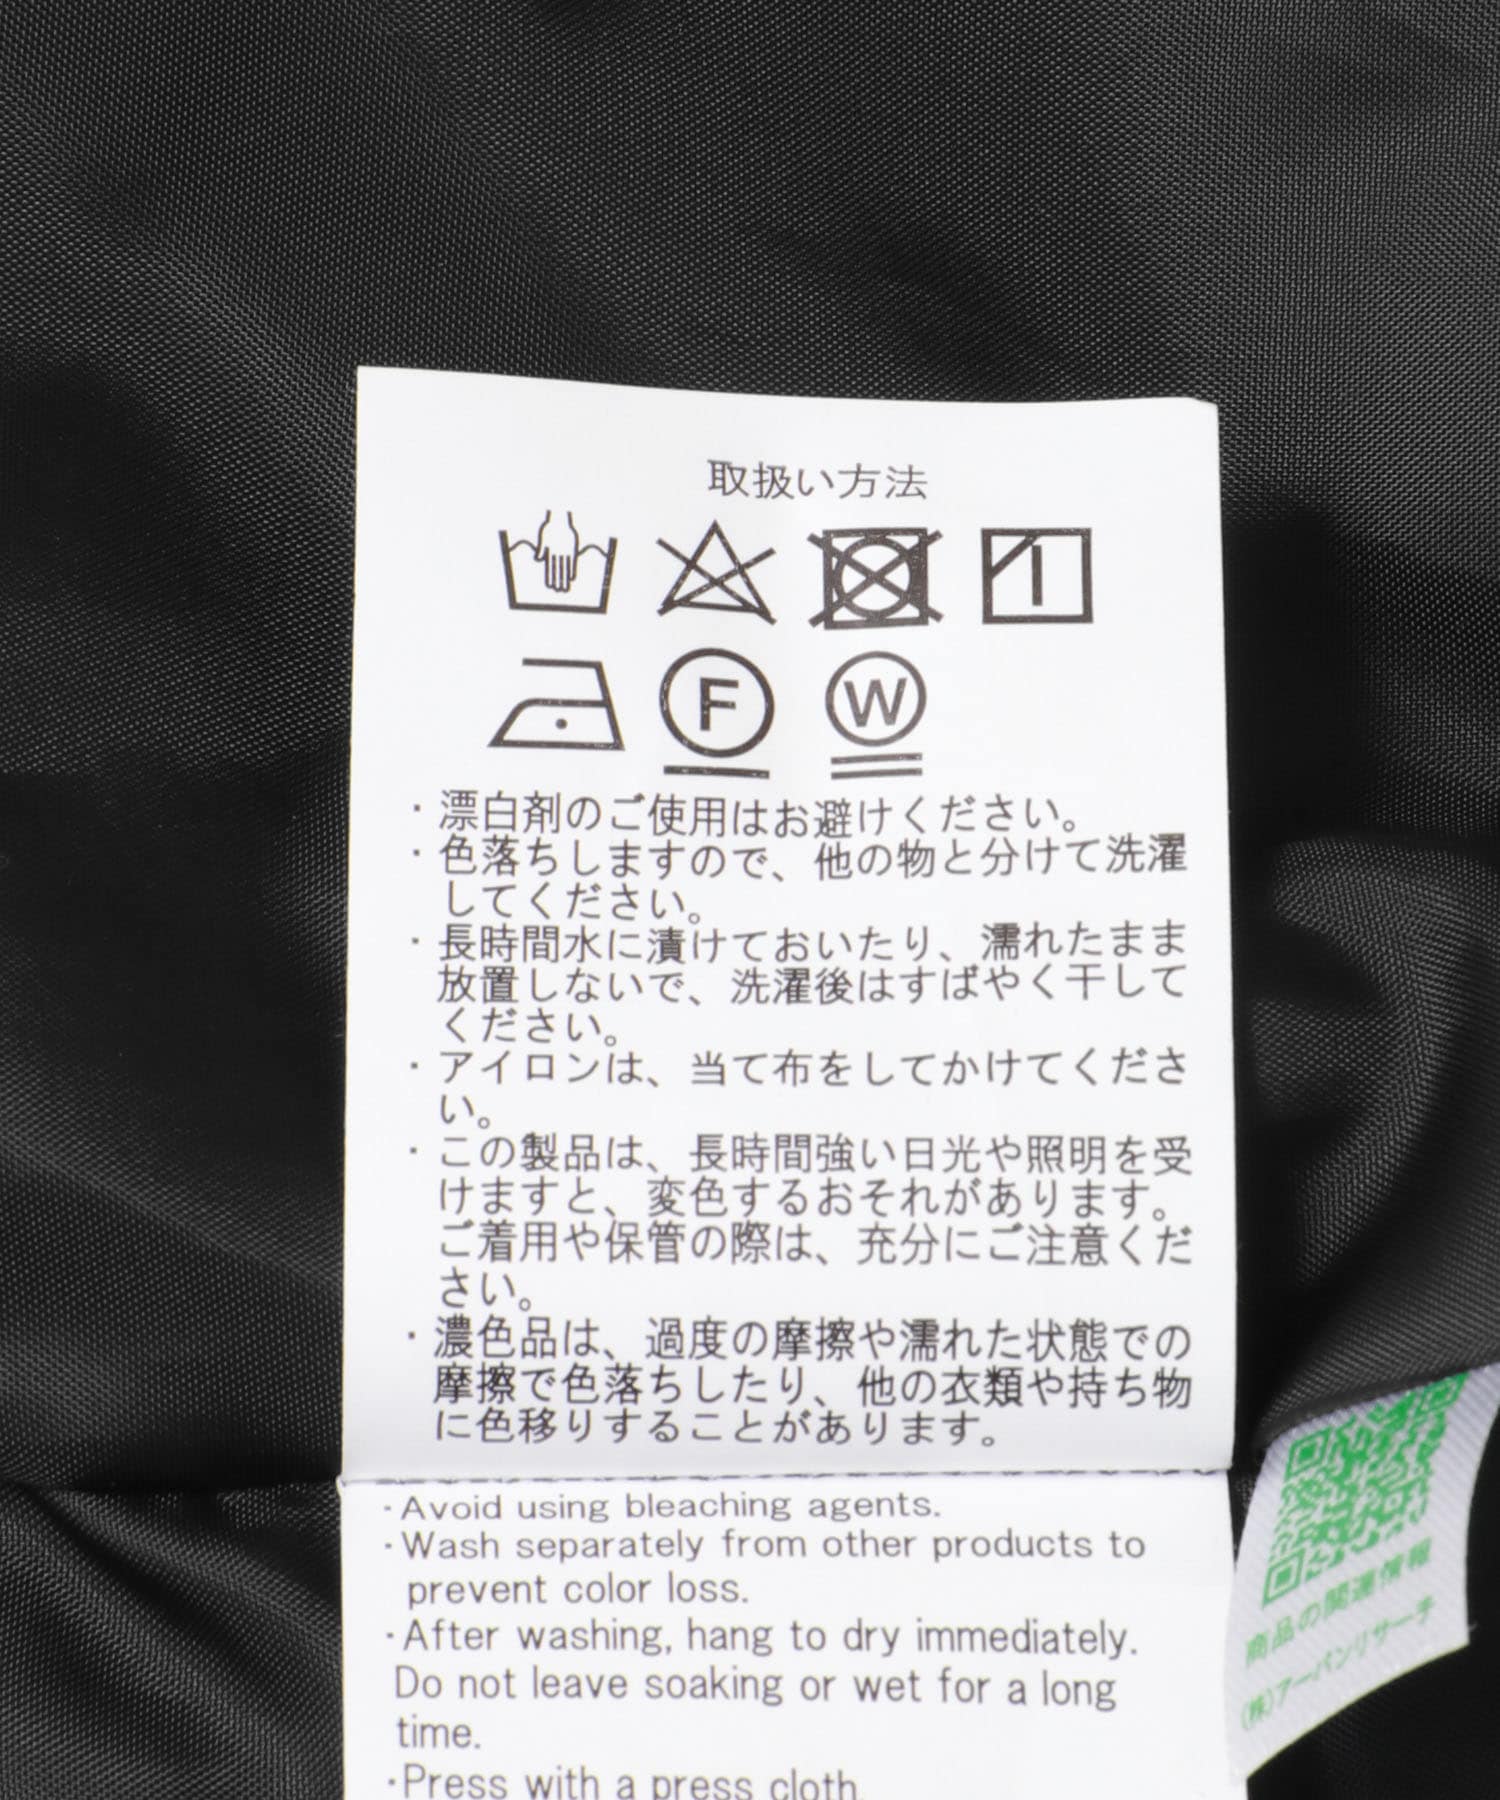 取扱い方法
F W
・漂白剤のご使用はお避けください。
・色落ちしますので、他の物と分けて洗濯
してください。
・長時間水に漬けておいたり、濡れたまま
放置しないで、洗濯後はすばやく干して
ください。
・アイロンは、当て布をしてかけてくださ
い。
・この製品は、長時間強い日光や照明を受
けますと、変色するおそれがあります。
ご着用や保管の際は、充分にご注意くだ
さい。
・濃色品は、過度の摩擦や濡れた状態での
摩擦で色落ちしたり、他の衣類や持ち物
に色移りすることがあります。
・Avoid using bleaching agents.
・Wash separately from other products to
prevent color loss.
・After washing, hang to dry immediately.
Do not leave soaking or wet for a long
time.
・Press with a press cloth.
商品の関連情報
(株)アーバンリサーチ